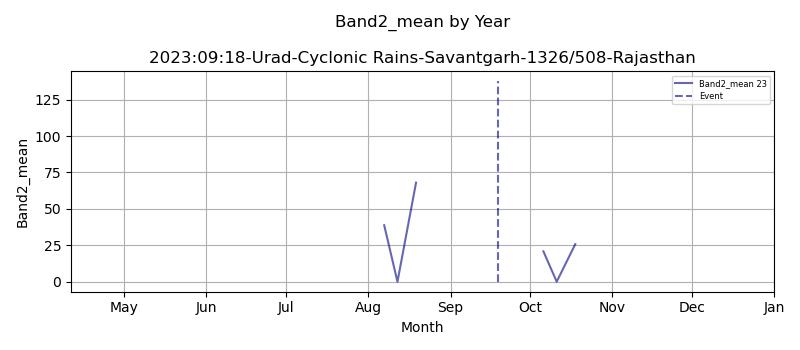 Band2_mean by Year
2023:09:18-Urad-Cyclonic Rains-Savantgarh-1326/508-Rajasthan
Band2_mean 23
Event
125
100
75
50
25
0
Band2_mean
May Jun Jul Aug Sep Oct Nov Dec Jan
Month